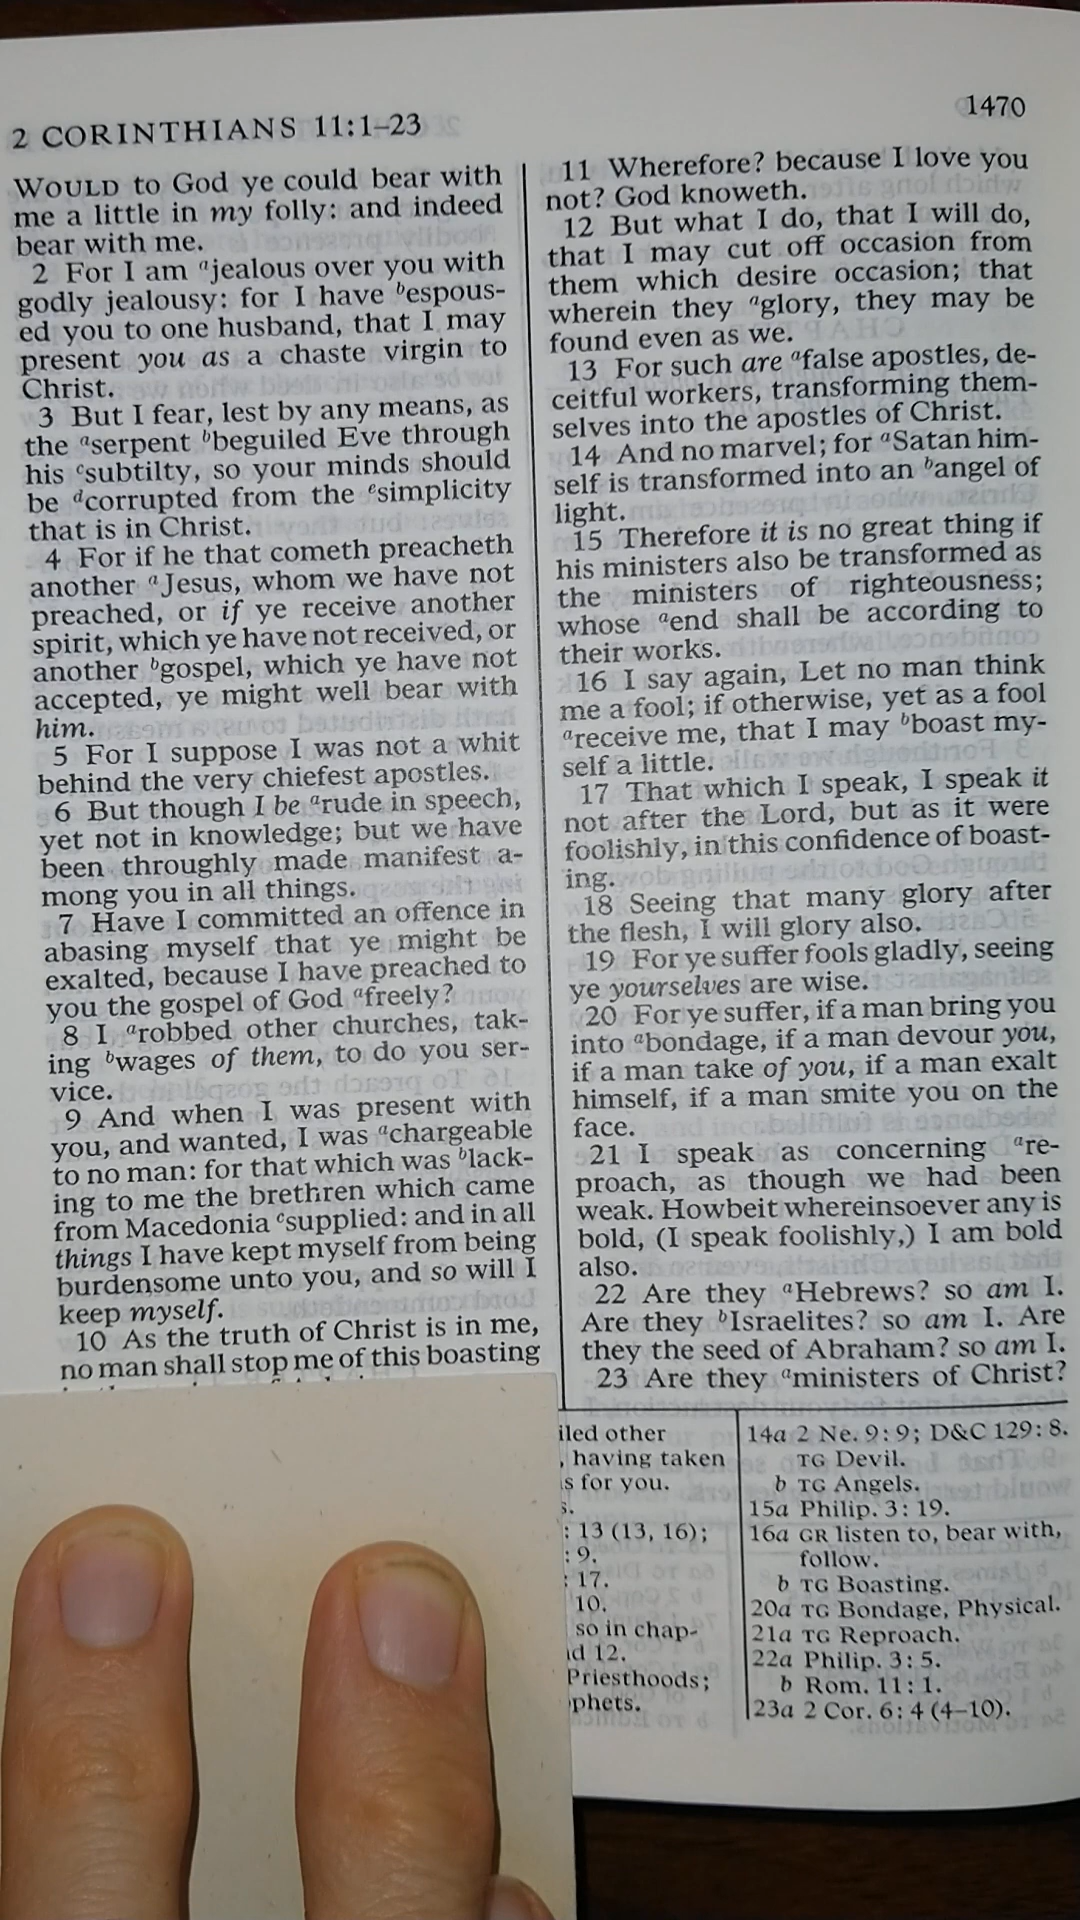 2 CORINTHIANS 11:1–23
1470
WOULD to God ye could bear with
me a little in my folly: and indeed
bear with me.
2 For I am ajealous over you with
godly jealousy: for I have bespous-
ed you to one husband, that I may
present you as a chaste virgin to
Christ.
3 But I fear, lest by any means, as
the aserpent bbeguiled Eve through
his csubtilty, so your minds should
be dcorrupted from the esimplicity
that is in Christ.
4 For if he that cometh preacheth
another aJesus, whom we have not
preached, or if ye receive another
spirit, which ye have not received, or
another bgospel, which ye have not
accepted, ye might well bear with
him.
5 For I suppose I was not a whit
behind the very chiefest apostles.
6 But though I be arude in speech,
yet not in knowledge; but we have
been throughly made manifest a-
mong you in all things.
7 Have I committed an offence in
abasing myself that ye might be
exalted, because I have preached to
you the gospel of God afreely?
8 I arobbed other churches, tak-
ing bwages of them, to do you ser-
vice.
9 And when I was present with
you, and wanted, I was achargeable
to no man: for that which was black-
ing to me the brethren which came
from Macedonia csupplied: and in all
things I have kept myself from being
burdensome unto you, and so will I
keep myself.
10 As the truth of Christ is in me,
no man shall stop me of this boasting
11 Wherefore? because I love you
not? God knoweth.
12 But what I do, that I will do,
that I may cut off occasion from
them which desire occasion; that
wherein they aglory, they may be
found even as we.
13 For such are afalse apostles, de-
ceitful workers, transforming them-
selves into the apostles of Christ.
14 And no marvel; for aSatan him-
self is transformed into an bangel of
light.
15 Therefore it is no great thing if
his ministers also be transformed as
the ministers of righteousness;
whose aend shall be according to
their works.
16 I say again, Let no man think
me a fool; if otherwise, yet as a fool
areceive me, that I may bboast my-
self a little.
17 That which I speak, I speak it
not after the Lord, but as it were
foolishly, in this confidence of boast-
ing.
18 Seeing that many glory after
the flesh, I will glory also.
19 For ye suffer fools gladly, seeing
ye yourselves are wise.
20 For ye suffer, if a man bring you
into abondage, if a man devour you,
if a man take of you, if a man exalt
himself, if a man smite you on the
face.
21 I speak as concerning are-
proach, as though we had been
weak. Howbeit whereinsoever any is
bold, (I speak foolishly,) I am bold
also.
22 Are they aHebrews? so am I.
Are they bIsraelites? so am I. Are
they the seed of Abraham? so am I.
23 Are they aministers of Christ?
iled other
, having taken
s for you.
s.
: 13 (13, 16);
: 9.
: 17.
10.
so in chap-
d 12.
Priesthoods;
phets.
14a 2 Ne. 9:9; D&C 129:8.
TG Devil.
b TG Angels.
15a Philip. 3:19.
16a GR listen to, bear with,
follow.
b TG Boasting.
20a TG Bondage, Physical.
21a TG Reproach.
22a Philip. 3:5.
b Rom. 11:1.
23a 2 Cor. 6:4 (4–10).